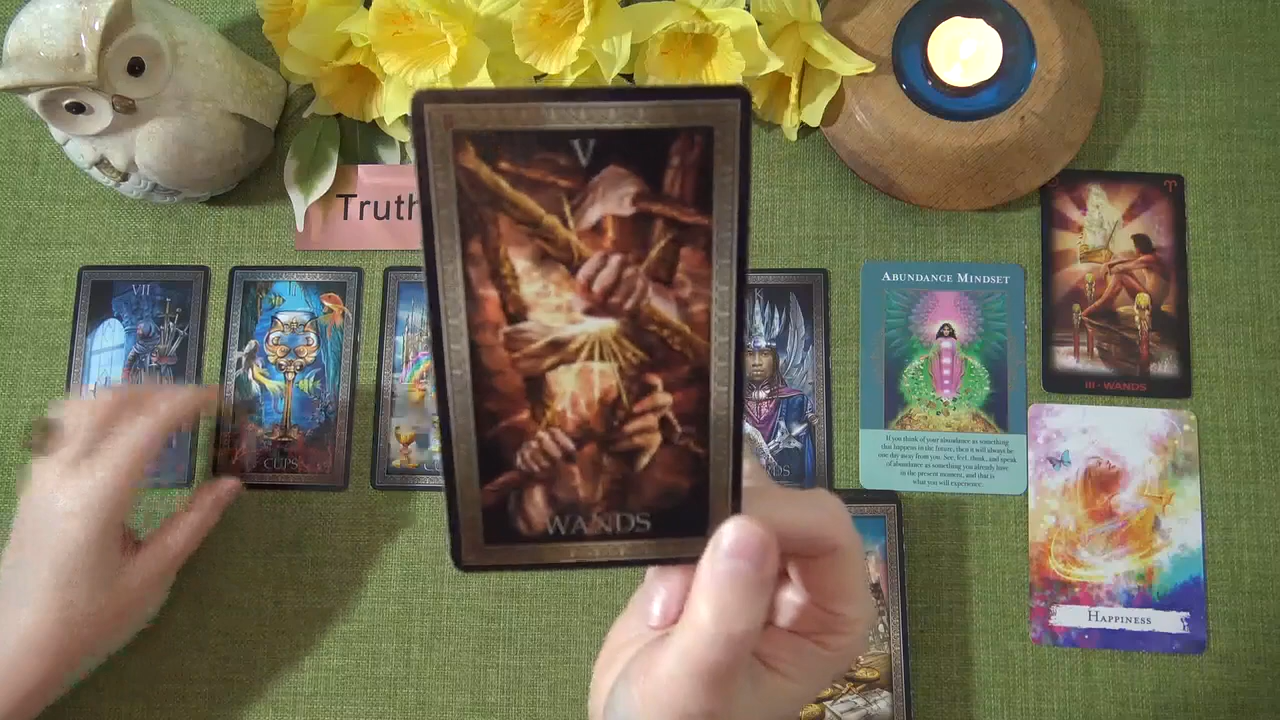 V
WANDS
Truth
VII
CUPS
K
RDS
ABUNDANCE MINDSET
If you think of your abundance as something
that happens in the future, then it will always be
one day away from you. See, feel, think, and speak
of abundance as something you already have
in the present moment, and that is
what you will experience.
III - WANDS
HAPPINESS